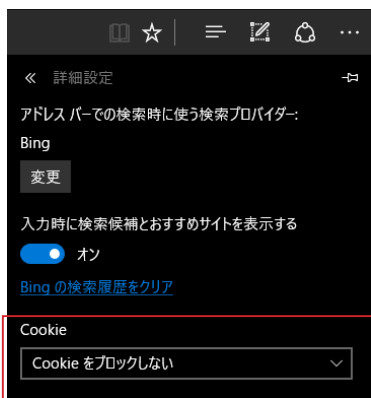 詳細設定
アドレス バーでの検索時に使う検索プロバイダー:
Bing
変更
入力時に検索候補とおすすめサイトを表示する
オン
Bing の検索履歴をクリア
Cookie
Cookie をブロックしない